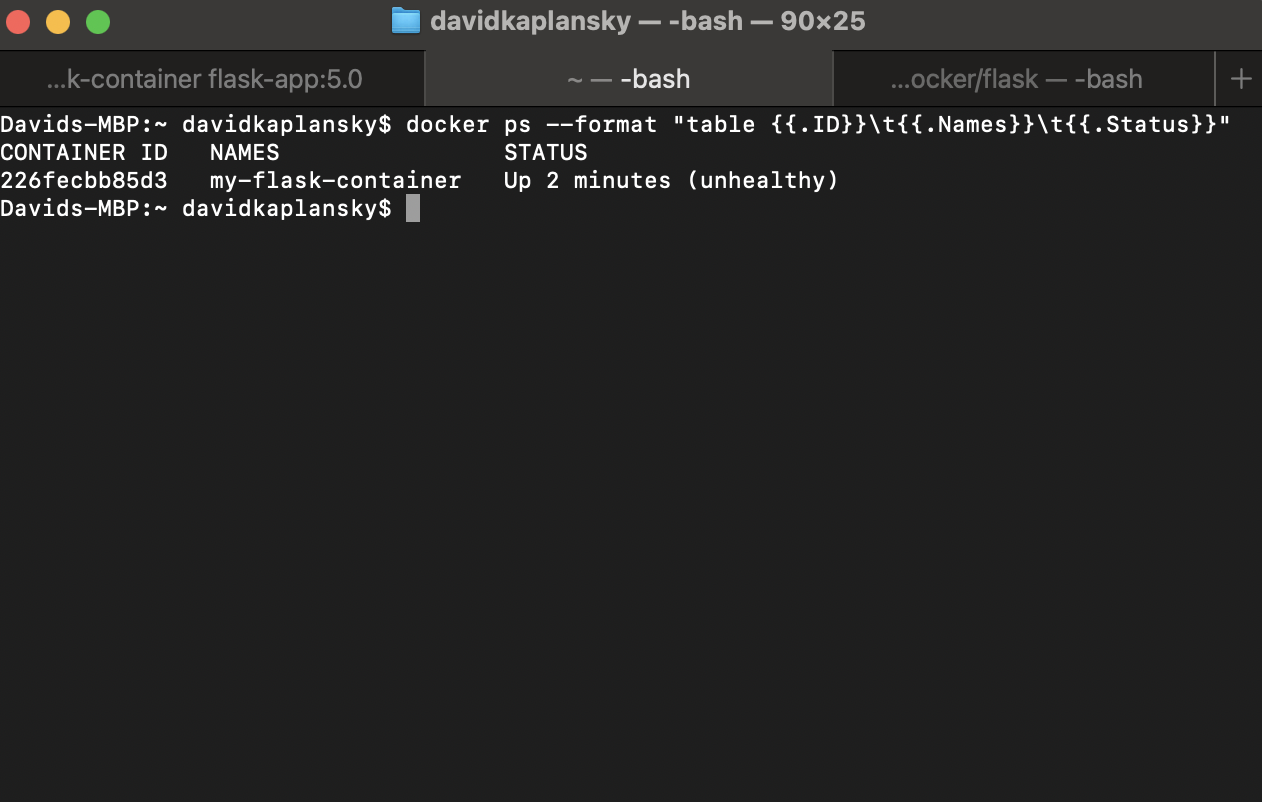 davidkaplansky — -bash — 90×25
...k-container flask-app:5.0
~ — -bash
...ocker/flask — -bash
+
Davids-MBP:~ davidkaplansky$ docker ps --format "table {{.ID}}\t{{.Names}}\t{{.Status}}"
CONTAINER ID   NAMES                STATUS
226fecbb85d3   my-flask-container   Up 2 minutes (unhealthy)
Davids-MBP:~ davidkaplansky$